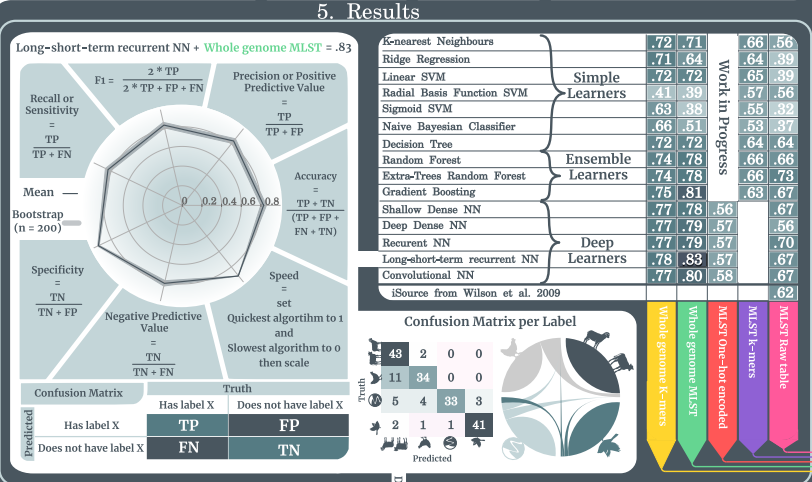 5. Results
Long-short-term recurrent NN + Whole genome MLST = .83
F1 = 2 * TP
2 * TP + FP + FN
Precision or Positive
Predictive Value
=
TP
TP + FP
Recall or
Sensitivity
=
TP
TP + FN
Accuracy
=
TP + TN
(TP + FP +
FN + TN)
Mean
Bootstrap
(n = 200)
0 0.2 0.4 0.6 0.8
Specificity
=
TN
TN + FP
Negative Predictive
Value
=
TN
TN + FN
Speed
=
set
Quickest algorithm to 1
and
Slowest algorithm to 0
then scale
Confusion Matrix Truth
Has label X Does not have label X
Predicted
Has label X TP FP
Does not have label X FN TN
K-nearest Neighbours .72 .71 .66 .56
Ridge Regression .71 .64 .64 .39
Linear SVM .72 .72 .65 .39
Radial Basis Function SVM .41 .39 .57 .56
Sigmoid SVM .63 .38 .55 .32
Naive Bayesian Classifier .66 .51 .53 .37
Decision Tree .72 .72 .64 .64
Random Forest .74 .78 .66 .66
Extra-Trees Random Forest .74 .78 .66 .73
Gradient Boosting .75 .81 .63 .67
Shallow Dense NN .77 .78 .56 .67
Deep Dense NN .77 .79 .57 .56
Recurent NN .77 .79 .57 .70
Long-short-term recurrent NN .78 .83 .57 .67
Convolutional NN .77 .80 .58 .67
iSource from Wilson et al. 2009 .62
Simple
Learners
Ensemble
Learners
Deep
Learners
Work in Progress
Whole genome K-mers
Whole genome MLST
MLST One-hot encoded
MLST k-mers
MLST Raw table
Confusion Matrix per Label
Truth
43 2 0 0
11 34 0 0
5 4 33 3
2 1 1 41
Predicted